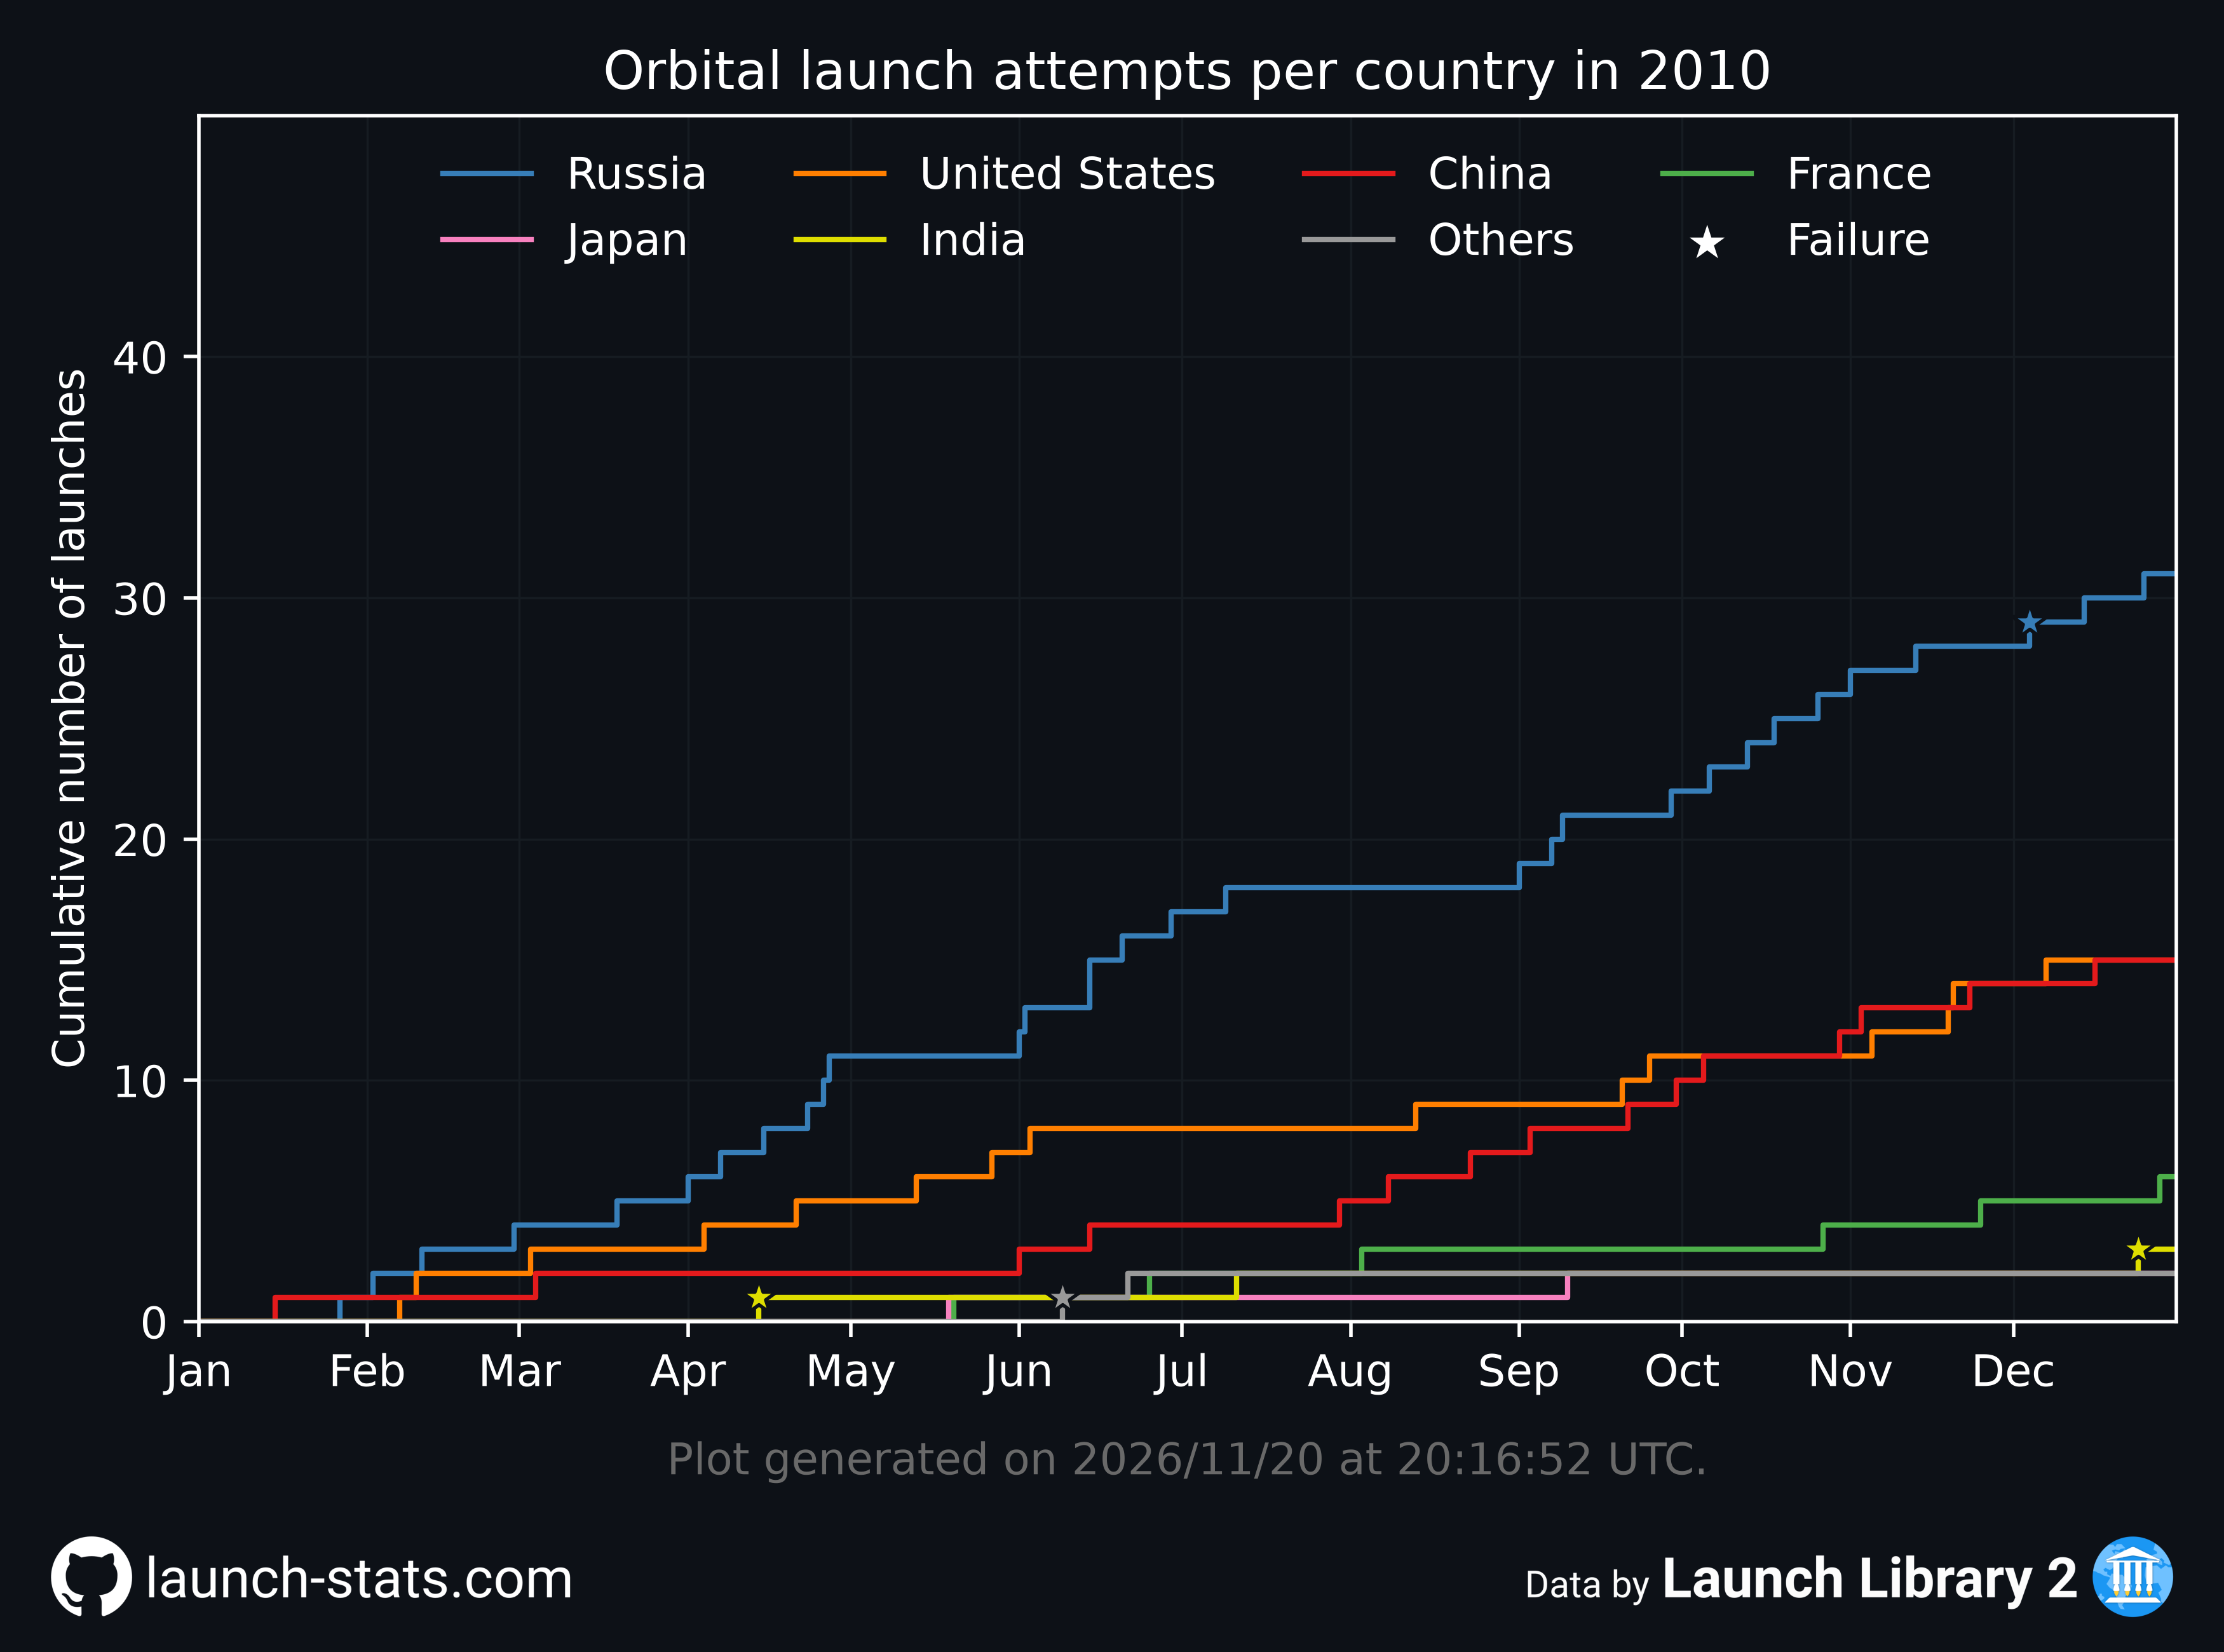 Orbital launch attempts per country in 2010
Russia United States China France
Japan India Others Failure
Cumulative number of launches
40
30
20
10
0
Jan Feb Mar Apr May Jun Jul Aug Sep Oct Nov Dec
Plot generated on 2026/11/20 at 20:16:52 UTC.
launch-stats.com
Data by Launch Library 2